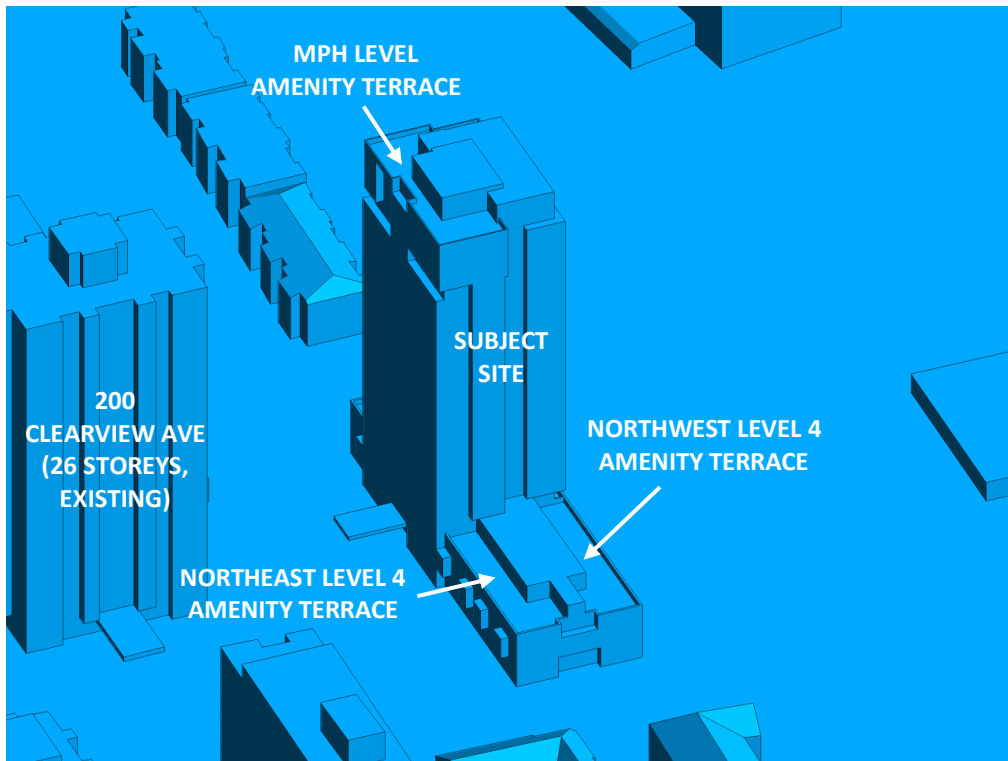 MPH LEVEL
AMENITY TERRACE
SUBJECT
SITE
200
CLEARVIEW AVE
(26 STOREYS,
EXISTING)
NORTHWEST LEVEL 4
AMENITY TERRACE
NORTHEAST LEVEL 4
AMENITY TERRACE